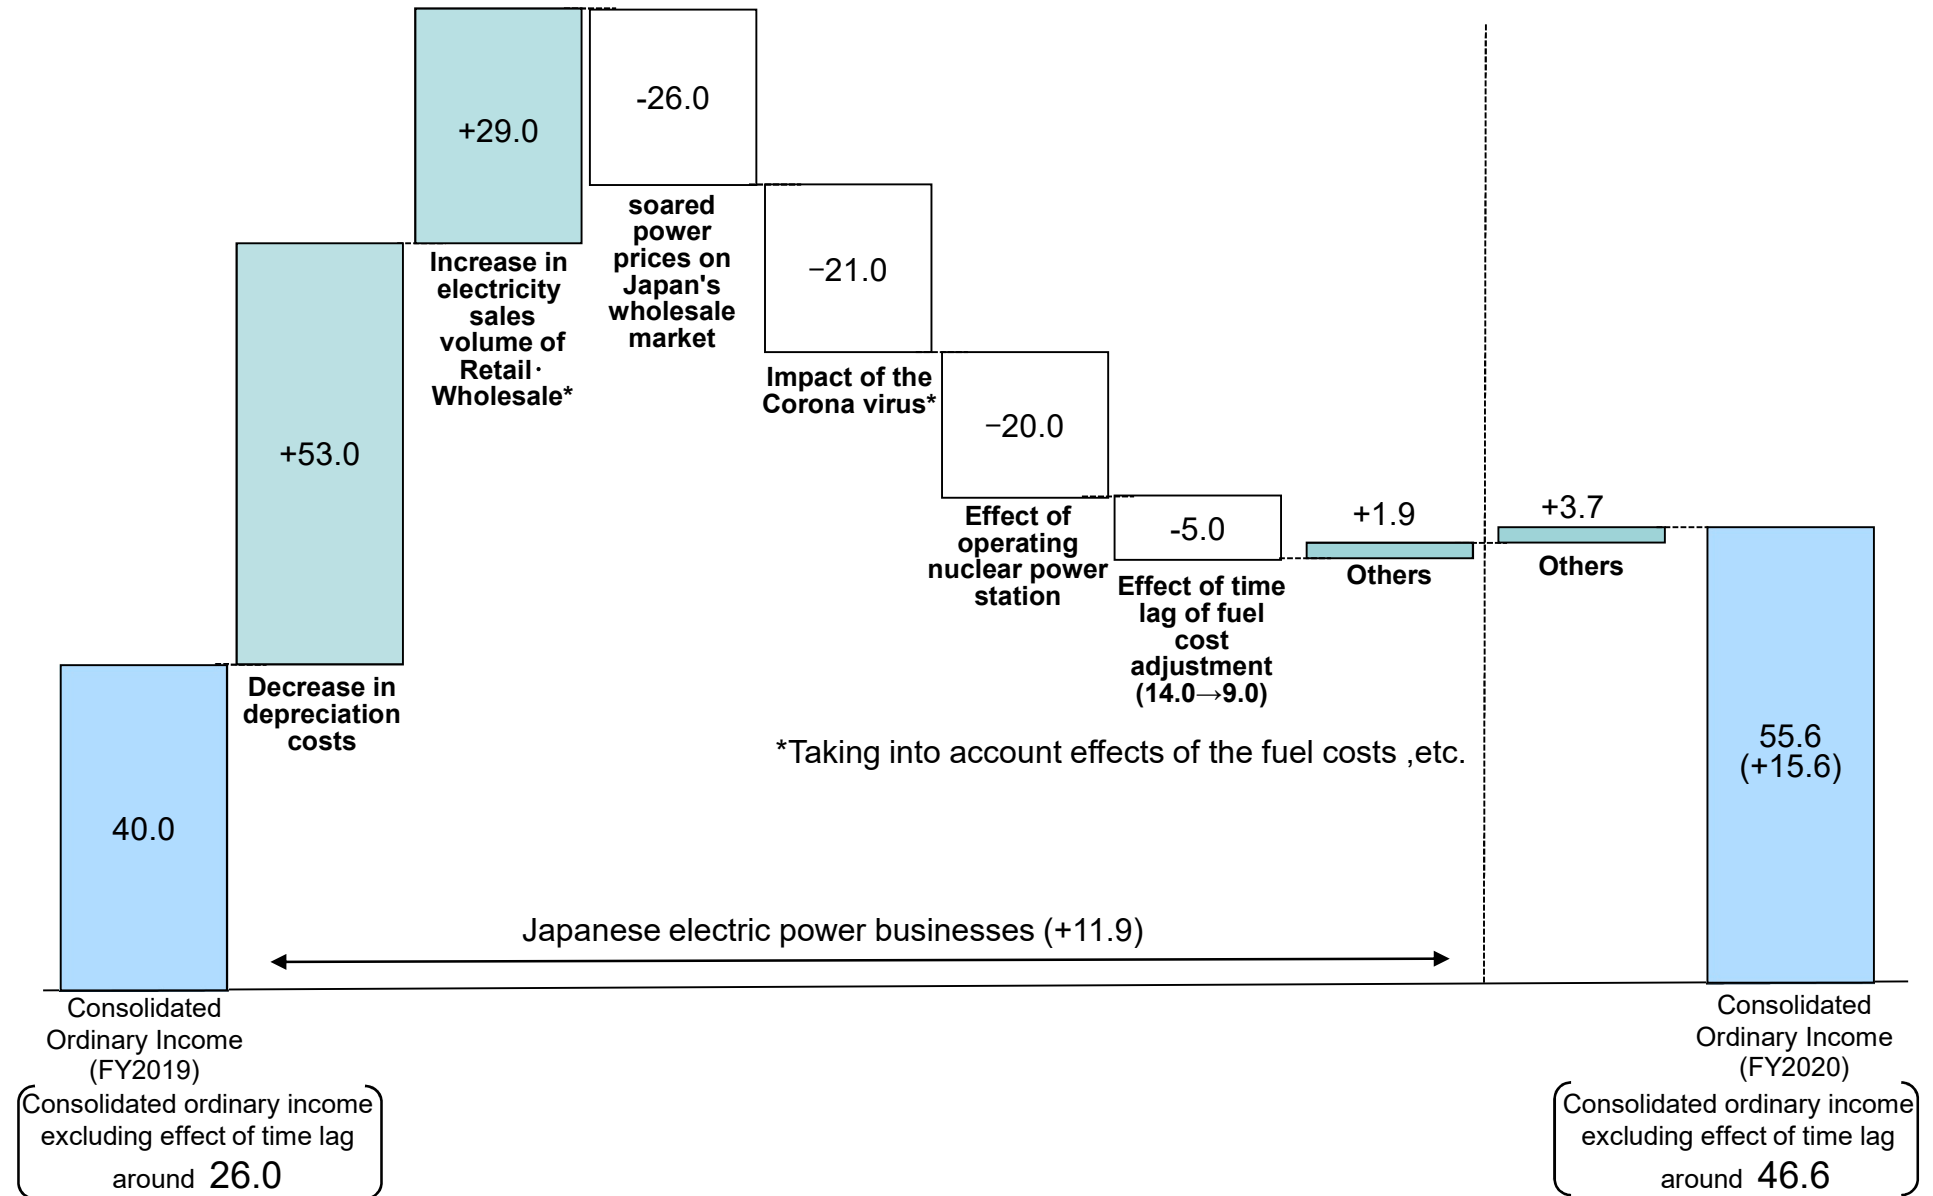 +29.0
-26.0
soared
power
prices on
Japan's
wholesale
market
Increase in
electricity
sales
volume of
Retail·
Wholesale*
−21.0
Impact of the
Corona virus*
+53.0
Decrease in
depreciation
costs
−20.0
Effect of
operating
nuclear power
station
-5.0
Effect of time
lag of fuel
cost
adjustment
(14.0→9.0)
+1.9
Others
+3.7
Others
*Taking into account effects of the fuel costs ,etc.
40.0
55.6
(+15.6)
Japanese electric power businesses (+11.9)
Consolidated
Ordinary Income
(FY2019)
Consolidated ordinary income
excluding effect of time lag
around 26.0
Consolidated
Ordinary Income
(FY2020)
Consolidated ordinary income
excluding effect of time lag
around 46.6